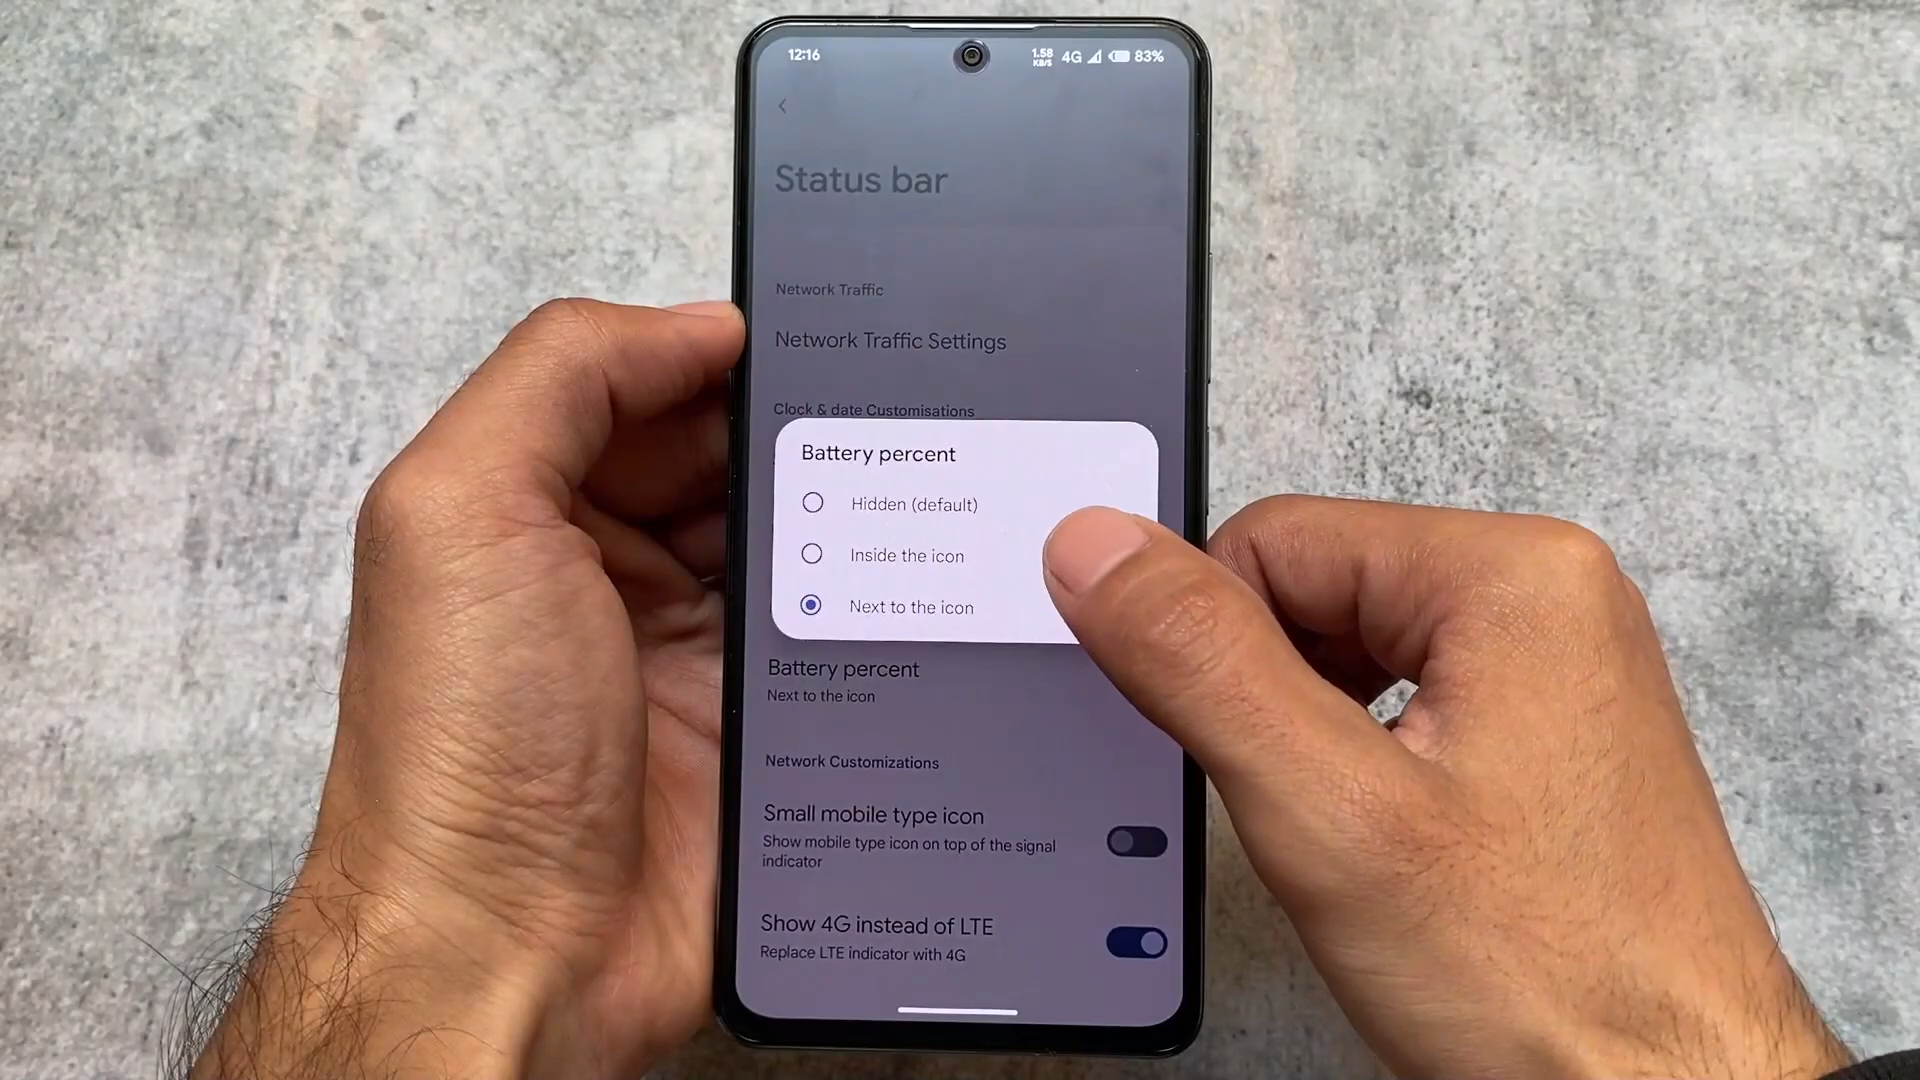 12:16
1.58
KB/S
4G
83%
Status bar
Network Traffic
Network Traffic Settings
Clock & date Customisations
Battery percent
Hidden (default)
Inside the icon
Next to the icon
Battery percent
Next to the icon
Network Customizations
Small mobile type icon
Show mobile type icon on top of the signal
indicator
Show 4G instead of LTE
Replace LTE indicator with 4G